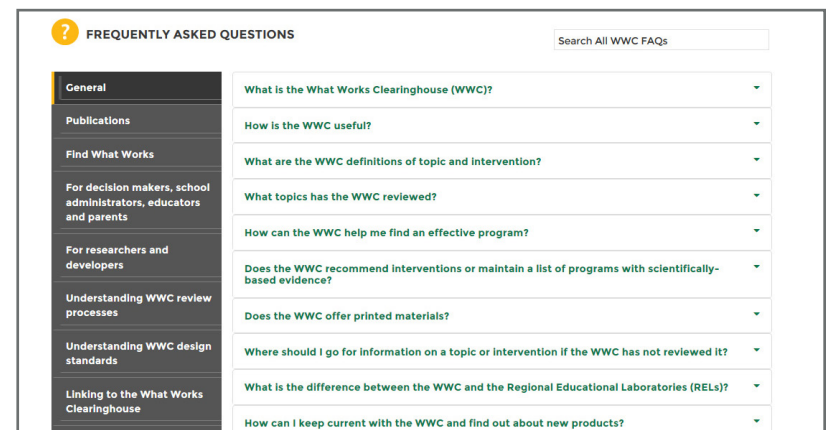 ?
FREQUENTLY ASKED QUESTIONS
Search All WWC FAQs
General
Publications
Find What Works
For decision makers, school
administrators, educators
and parents
For researchers and
developers
Understanding WWC review
processes
Understanding WWC design
standards
Linking to the What Works
Clearinghouse
What is the What Works Clearinghouse (WWC)?
How is the WWC useful?
What are the WWC definitions of topic and intervention?
What topics has the WWC reviewed?
How can the WWC help me find an effective program?
Does the WWC recommend interventions or maintain a list of programs with scientifically-
based evidence?
Does the WWC offer printed materials?
Where should I go for information on a topic or intervention if the WWC has not reviewed it?
What is the difference between the WWC and the Regional Educational Laboratories (RELs)?
How can I keep current with the WWC and find out about new products?